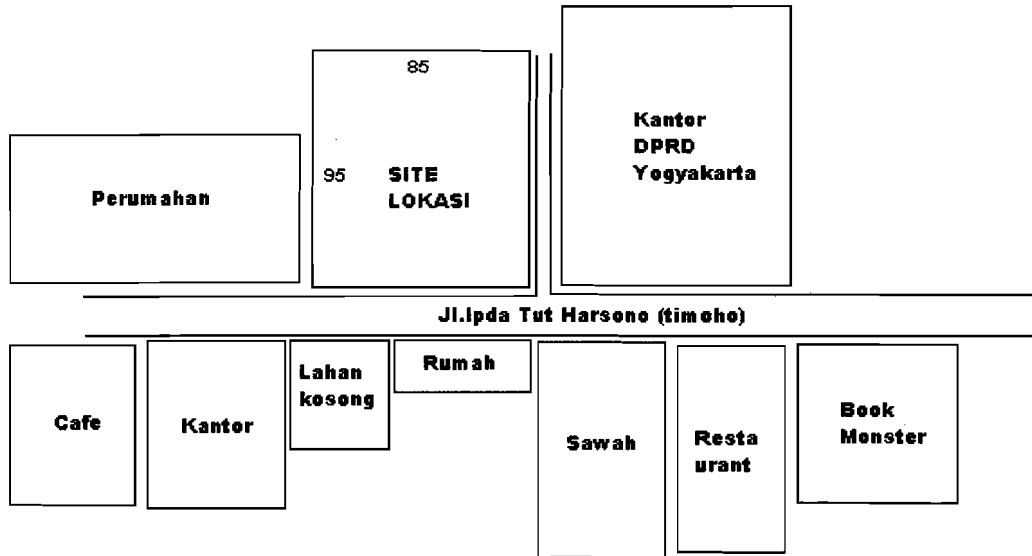 85
Kantor
DPRD
Yogyakarta
95
SITE
LOKASI
Perumahan
Jl.Ipda Tut Harsono (timoho)
Cafe
Kantor
Lahan
kosong
Rumah
Sawah
Resta
urant
Book
Monster